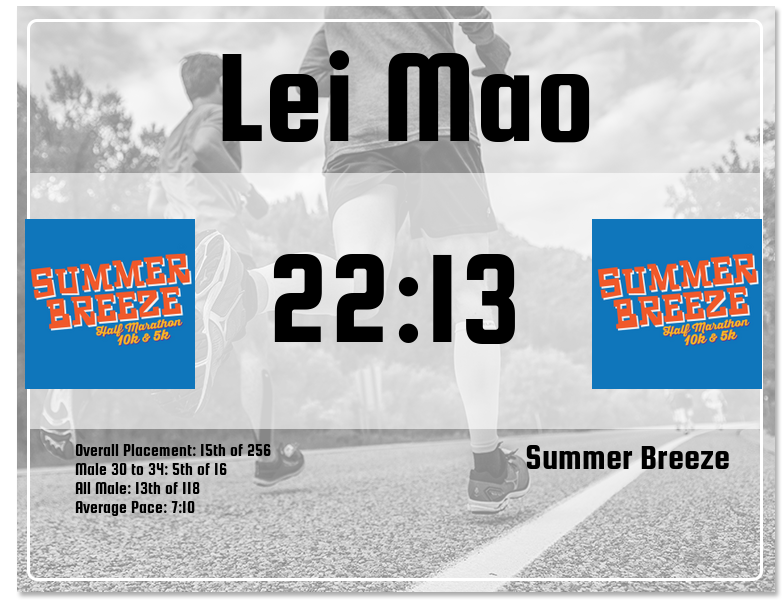 Lei Mao
SUMMER
BREEZE
Half Marathon
10k & 5k
22:13
SUMMER
BREEZE
Half Marathon
10k & 5k
Overall Placement: 15th of 256
Male 30 to 34: 5th of 16
All Male: 13th of 118
Average Pace: 7:10
Summer Breeze